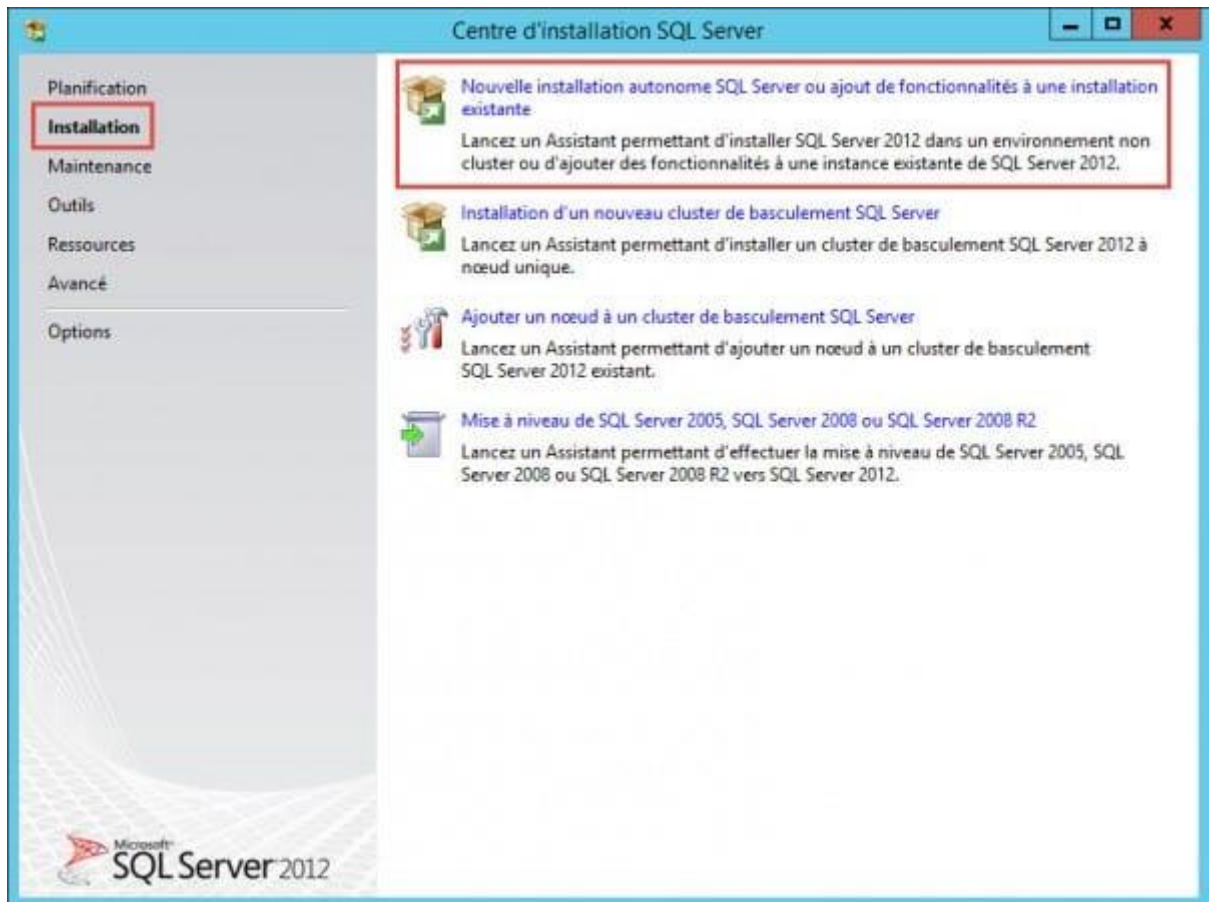 Centre d'installation SQL Server
Planification
Installation
Maintenance
Outils
Ressources
Avancé
Options
Nouvelle installation autonome SQL Server ou ajout de fonctionnalités à une installation
existante
Lancez un Assistant permettant d'installer SQL Server 2012 dans un environnement non
cluster ou d'ajouter des fonctionnalités à une instance existante de SQL Server 2012.
Installation d'un nouveau cluster de basculement SQL Server
Lancez un Assistant permettant d'installer un cluster de basculement SQL Server 2012 à
nœud unique.
Ajouter un nœud à un cluster de basculement SQL Server
Lancez un Assistant permettant d'ajouter un nœud à un cluster de basculement
SQL Server 2012 existant.
Mise à niveau de SQL Server 2005, SQL Server 2008 ou SQL Server 2008 R2
Lancez un Assistant permettant d'effectuer la mise à niveau de SQL Server 2005, SQL
Server 2008 ou SQL Server 2008 R2 vers SQL Server 2012.
Microsoft
SQL Server 2012